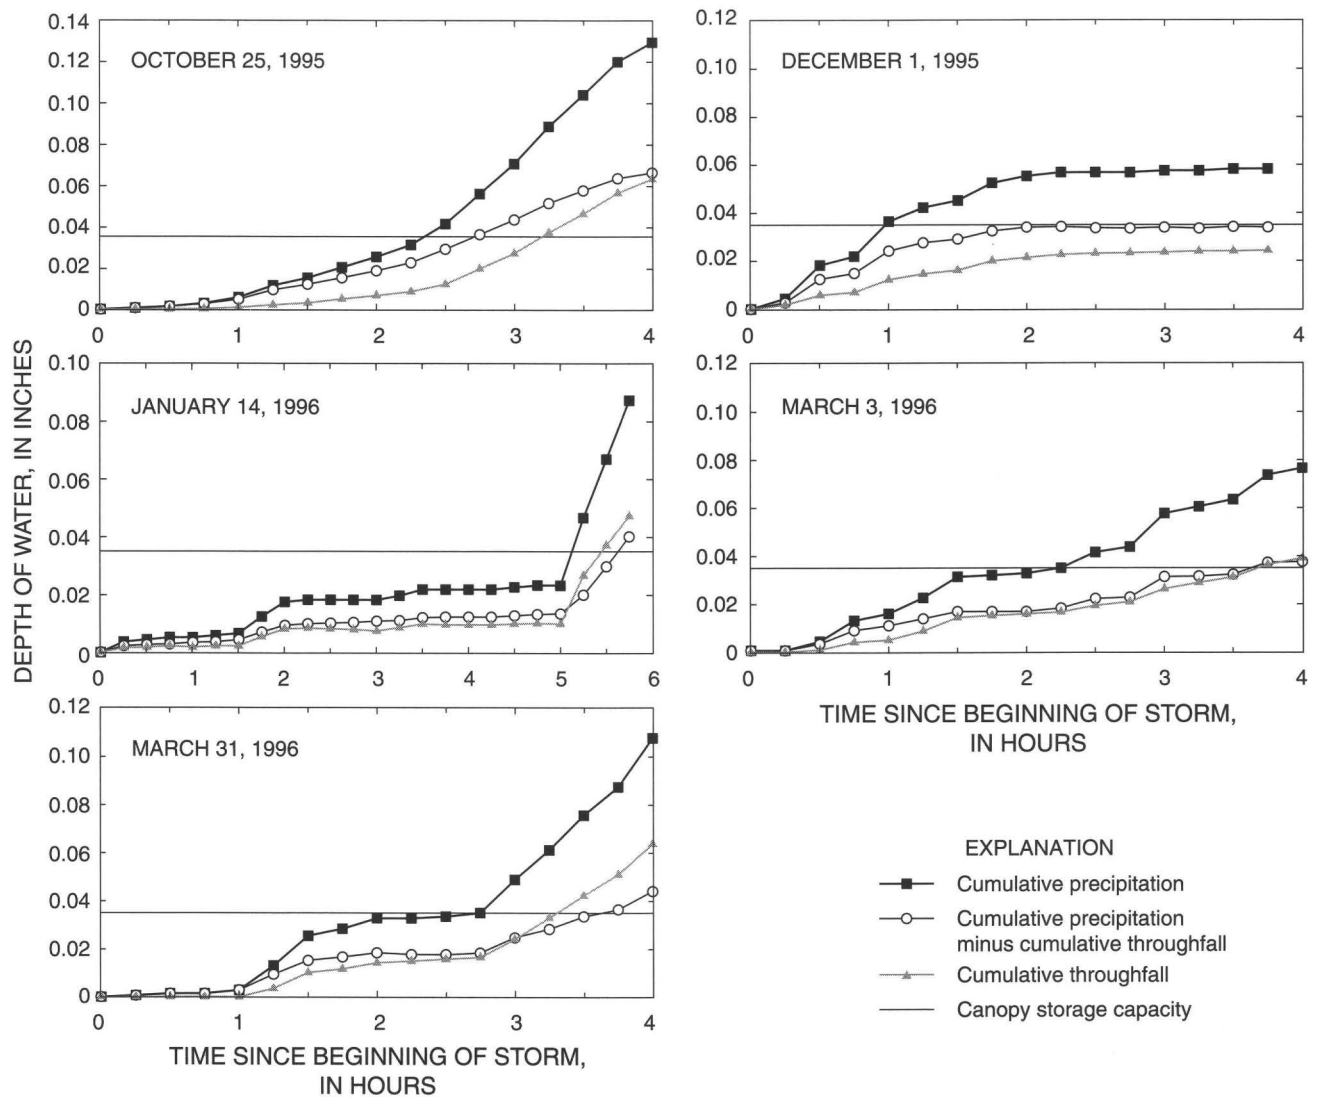 DEPTH OF WATER, IN INCHES
OCTOBER 25, 1995
0.14
0.12
0.10
0.08
0.06
0.04
0.02
0
0 1 2 3 4
DECEMBER 1, 1995
0.12
0.10
0.08
0.06
0.04
0.02
0
0 1 2 3 4
JANUARY 14, 1996
0.10
0.08
0.06
0.04
0.02
0
0 1 2 3 4 5 6
MARCH 3, 1996
0.12
0.10
0.08
0.06
0.04
0.02
0
0 1 2 3 4
TIME SINCE BEGINNING OF STORM,
IN HOURS
MARCH 31, 1996
0.12
0.10
0.08
0.06
0.04
0.02
0
0 1 2 3 4
TIME SINCE BEGINNING OF STORM,
IN HOURS
EXPLANATION
Cumulative precipitation
Cumulative precipitation
minus cumulative throughfall
Cumulative throughfall
Canopy storage capacity